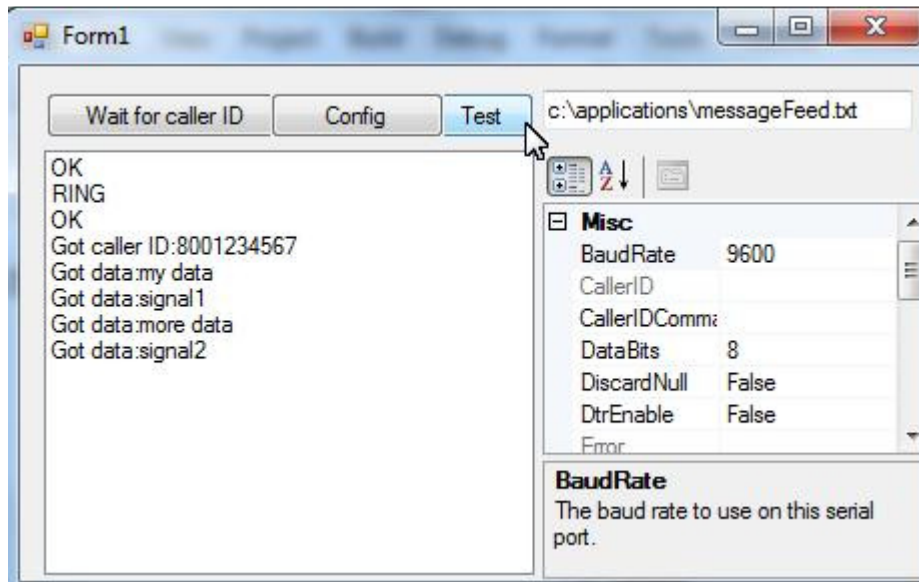 Form1
Wait for caller ID
Config
Test
c:\applications\messageFeed.txt
OK
RING
OK
Got caller ID:8001234567
Got data:my data
Got data:signal1
Got data:more data
Got data:signal2
Misc
BaudRate 9600
CallerID
CallerIDComma
DataBits 8
DiscardNull False
DtrEnable False
Error
BaudRate
The baud rate to use on this serial
port.